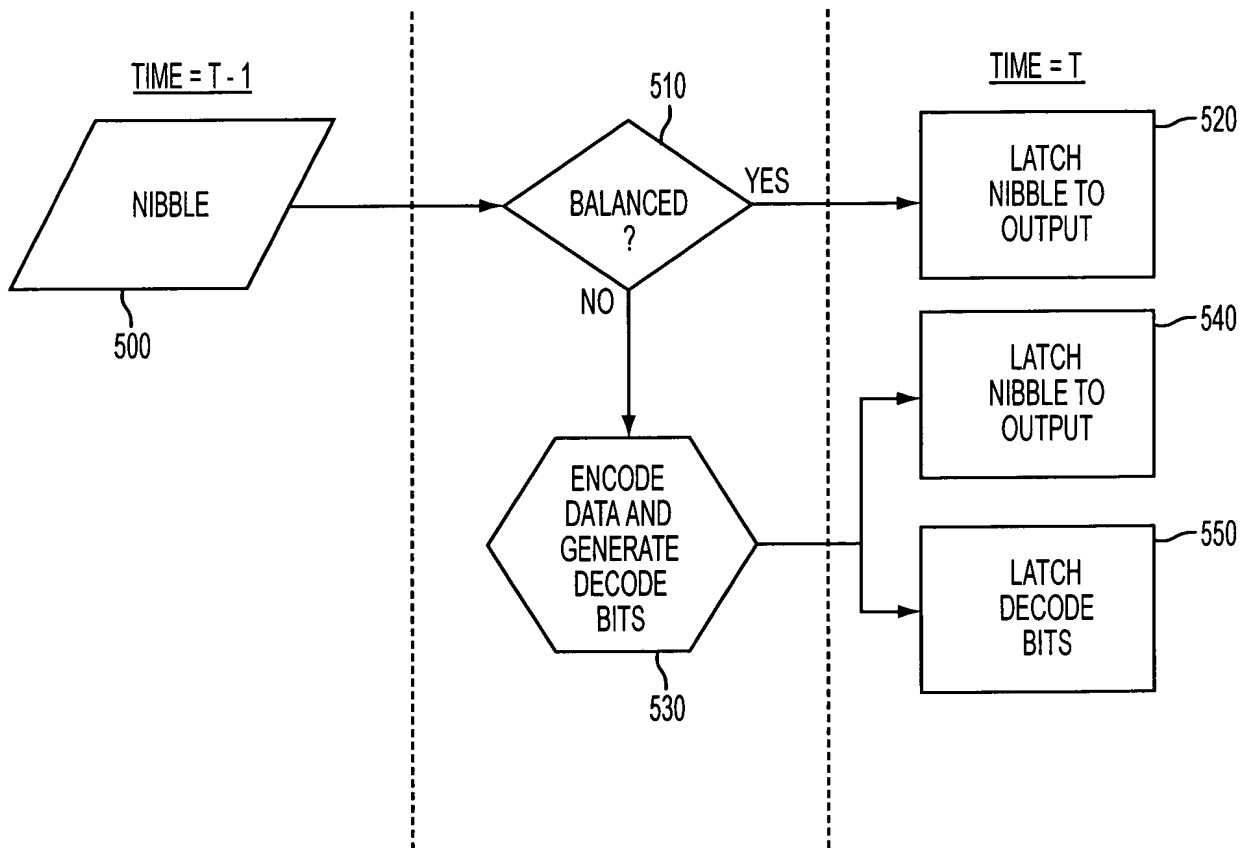 TIME = T - 1
NIBBLE
500
510
BALANCED
?
YES
NO
ENCODE
DATA AND
GENERATE
DECODE
BITS
530
TIME = T
520
LATCH
NIBBLE TO
OUTPUT
540
LATCH
NIBBLE TO
OUTPUT
550
LATCH
DECODE
BITS